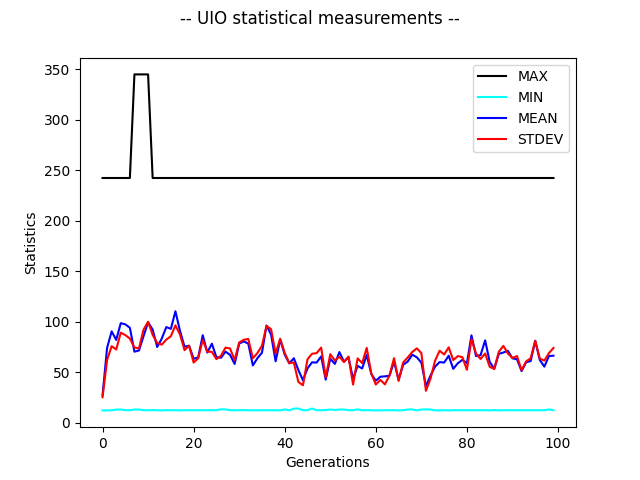 -- UIO statistical measurements --
350
300
250
200
150
100
50
0
Statistics
MAX
MIN
MEAN
STDEV
0 20 40 60 80 100
Generations